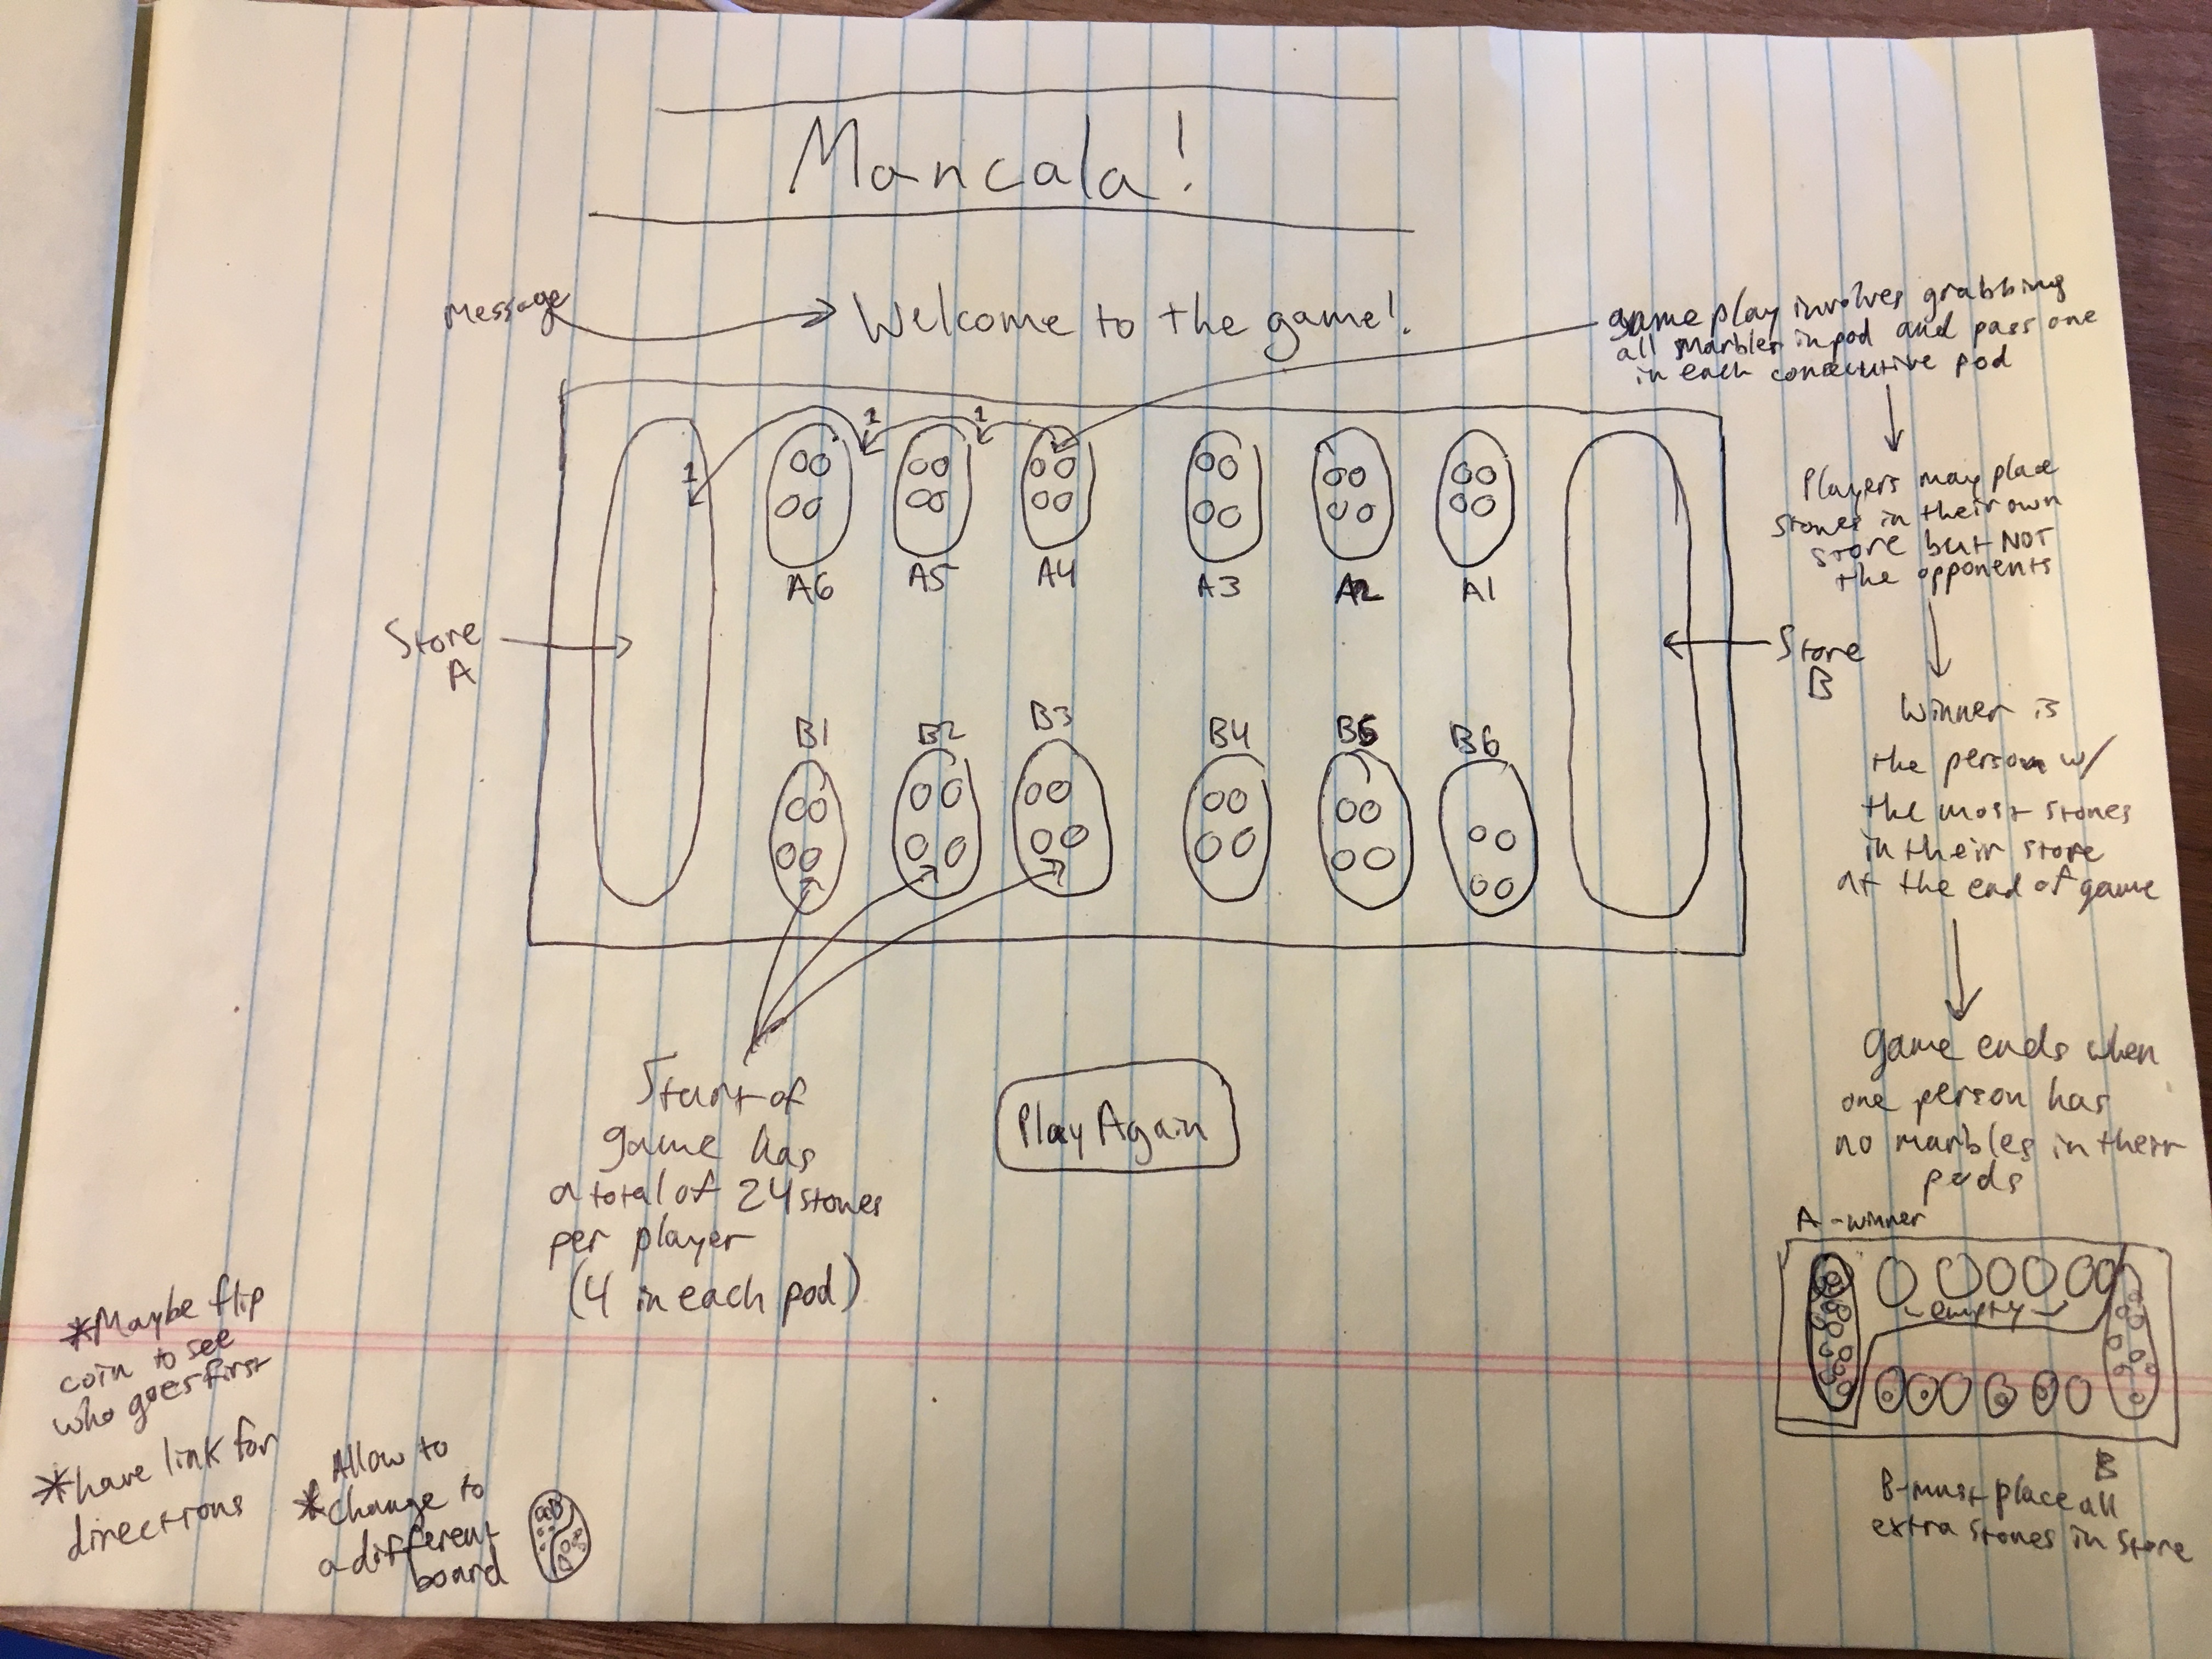 Mancala!
Message
Welcome to the game!.
game play involves grabbing
all marbles in pod and pass one
in each consecutive pod
Players may place
stones in their own
store but NOT
the opponents
Winner is
the person w/
the most stones
in their store
at the end of game
Game ends when
one person has
no marbles in their
pods
1
1
1
A6 A5 A4 A3 A2 A1
Store
A
Store
B
B1 B2 B3 B4 B5 B6
Start of
game has
a total of 24 stones
per player
(4 in each pod)
Play Again
A - winner
- empty -
B
B-must place all
extra stones in store
*Maybe flip
coin to see
who goes first
*have link for
directions
Allow to
*change to
a different
board